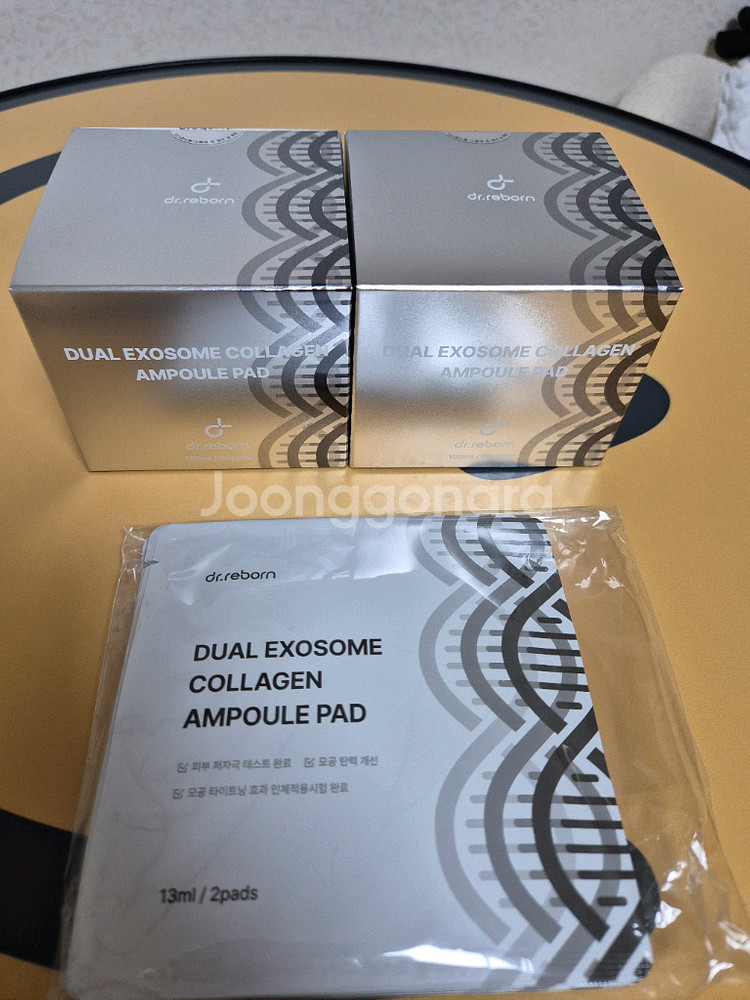 dr.reborn
dr.reborn
DUAL EXOSOME COLLAGEN
AMPOULE PAD
dr.reborn
DUAL EXOSOME COLLAGEN
AMPOULE PAD
dr.reborn
Joonggonara
dr.reborn
DUAL EXOSOME
COLLAGEN
AMPOULE PAD
피부 저자극 테스트 완료 모공 탄력 개선
모공 타이트닝 효과 인체적용시험 완료
13ml / 2pads